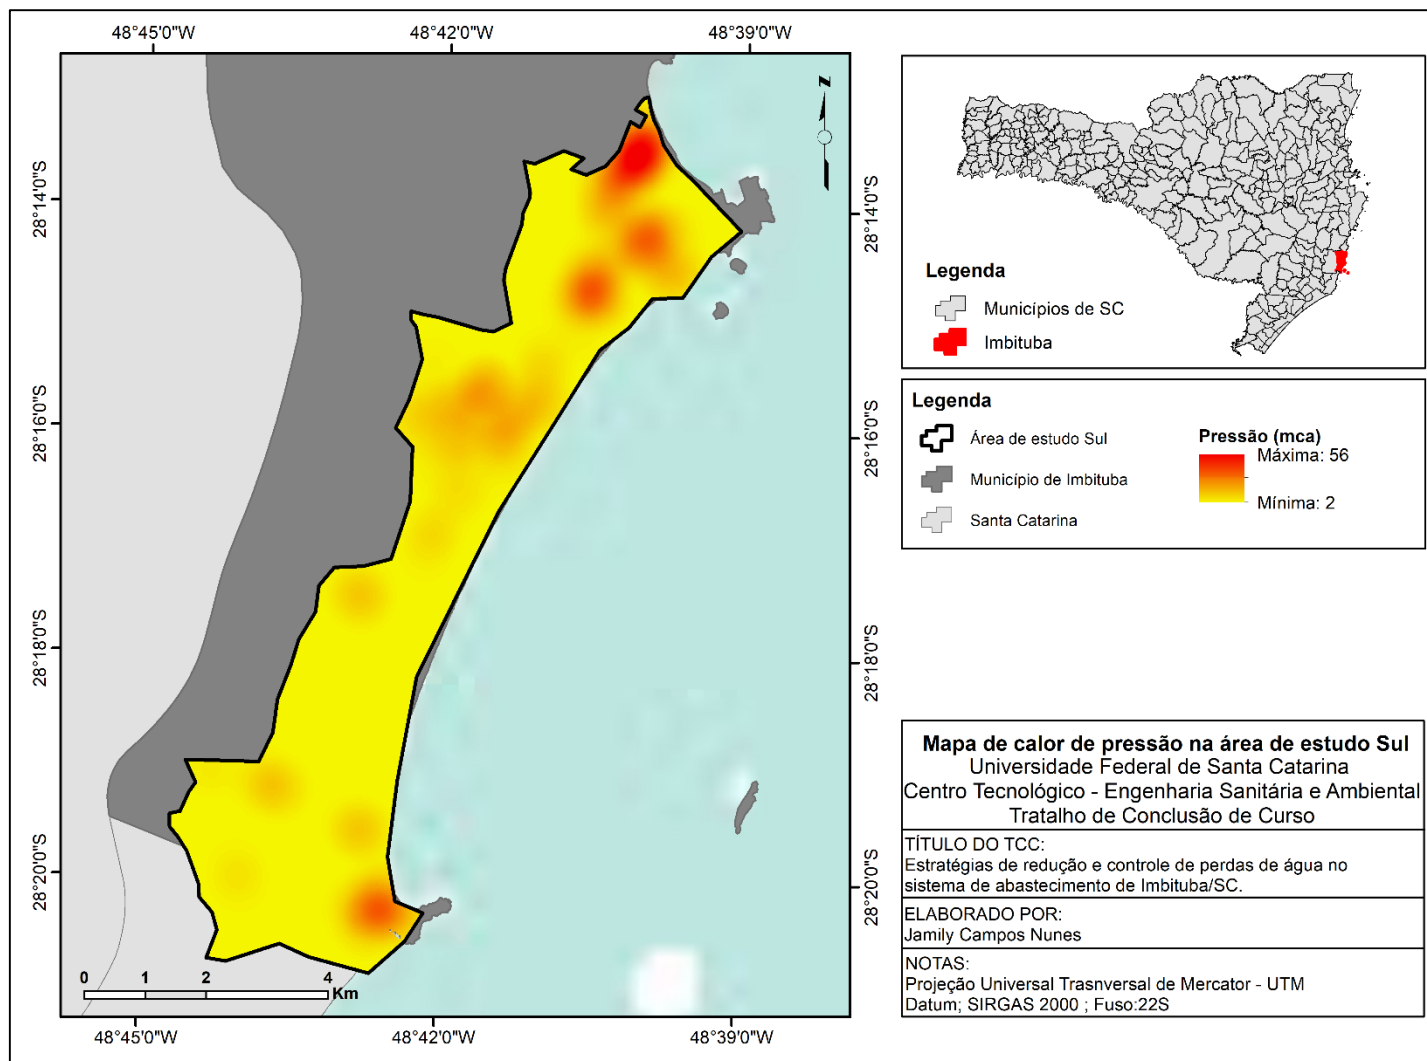 48°45'0"W
48°42'0"W
48°39'0"W
28°14'0"S
28°16'0"S
28°18'0"S
28°20'0"S
z
28°14'0"S
28°16'0"S
28°18'0"S
28°20'0"S
0 1 2 4
Km
48°45'0"W
48°42'0"W
48°39'0"W
Legenda
Municípios de SC
Imbituba
Legenda
Área de estudo Sul
Município de Imbituba
Santa Catarina
Pressão (mca)
Máxima: 56
Mínima: 2
Mapa de calor de pressão na área de estudo Sul
Universidade Federal de Santa Catarina
Centro Tecnológico - Engenharia Sanitária e Ambiental
Tratalho de Conclusão de Curso
TÍTULO DO TCC:
Estratégias de redução e controle de perdas de água no
sistema de abastecimento de Imbituba/SC.
ELABORADO POR:
Jamily Campos Nunes
NOTAS:
Projeção Universal Trasnversal de Mercator - UTM
Datum; SIRGAS 2000 ; Fuso:22S